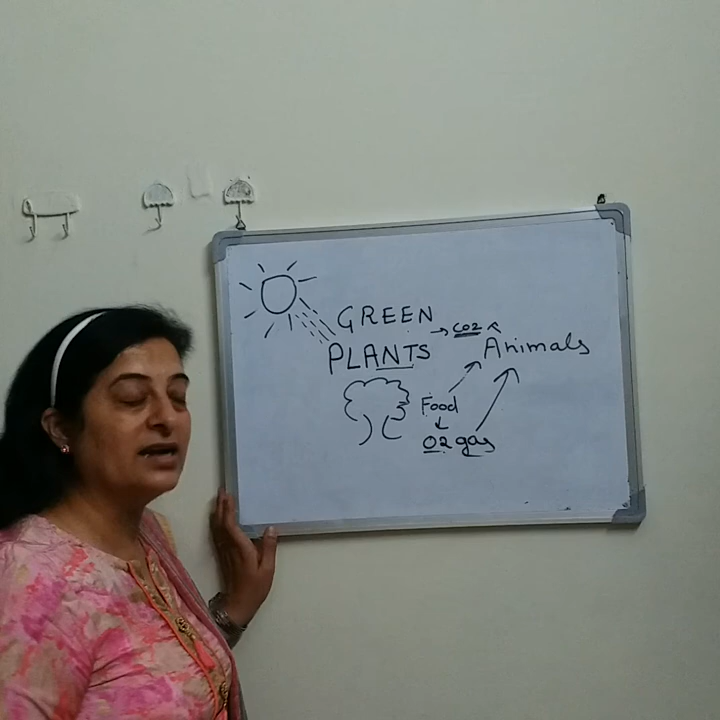 GREEN
PLANTS
→ CO2
Animals
Food
O2 gas